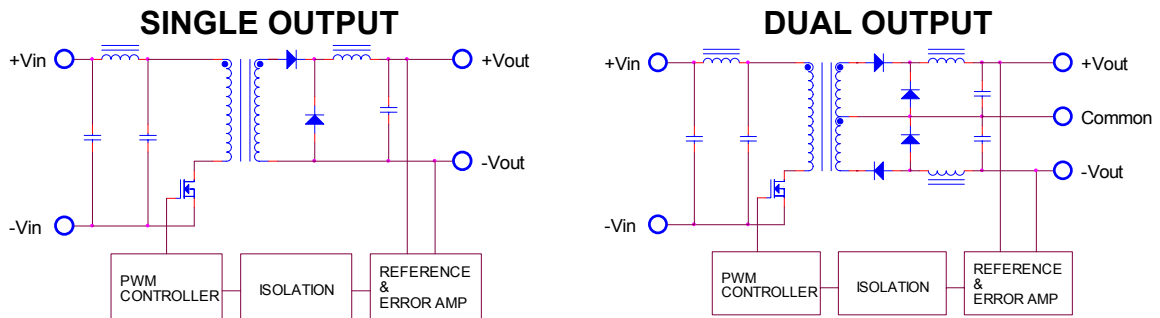 SINGLE OUTPUT
+Vin
+Vout
-Vout
-Vin
PWM
CONTROLLER
ISOLATION
REFERENCE
&
ERROR AMP
DUAL OUTPUT
+Vin
+Vout
Common
-Vout
-Vin
PWM
CONTROLLER
ISOLATION
REFERENCE
&
ERROR AMP